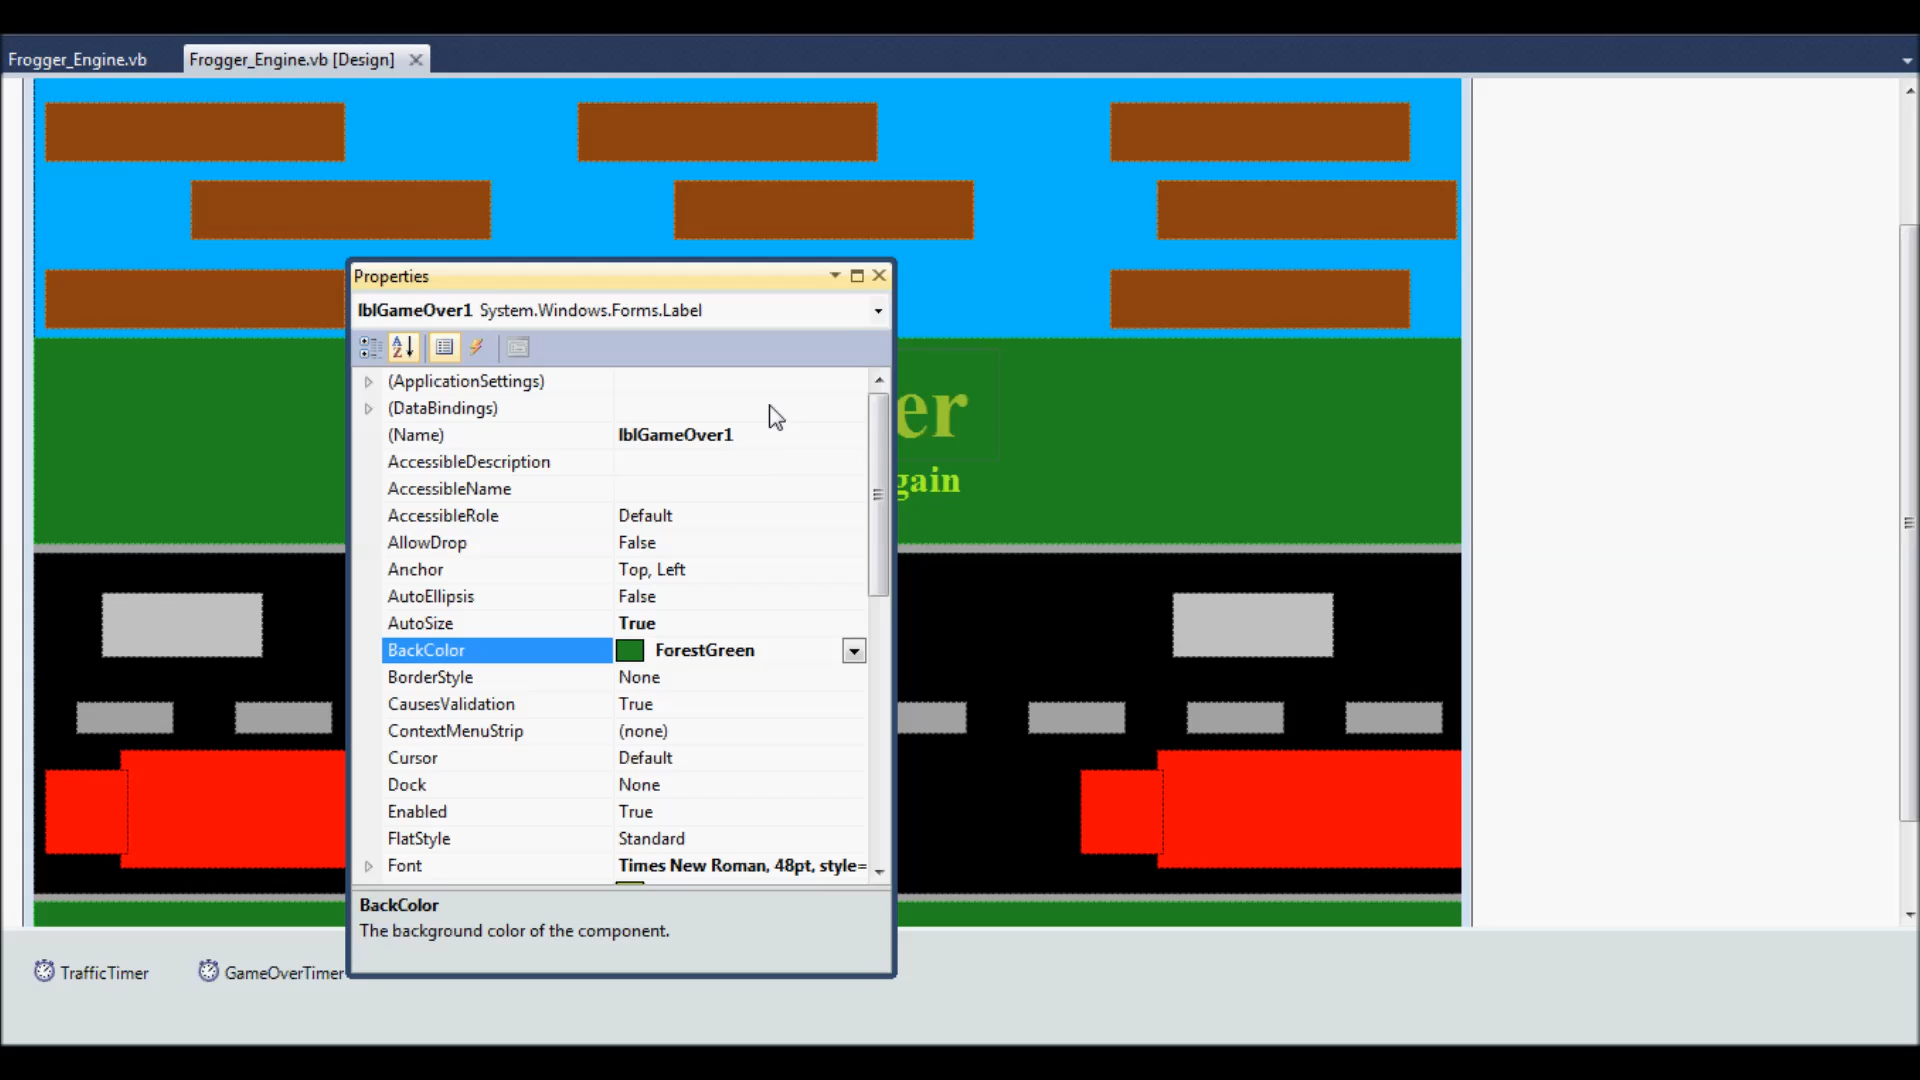 Frogger_Engine.vb
Frogger_Engine.vb [Design]
Properties
lblGameOver1 System.Windows.Forms.Label
(ApplicationSettings)
(DataBindings)
(Name) lblGameOver1
AccessibleDescription
AccessibleName
AccessibleRole Default
AllowDrop False
Anchor Top, Left
AutoEllipsis False
AutoSize True
BackColor ForestGreen
BorderStyle None
CausesValidation True
ContextMenuStrip (none)
Cursor Default
Dock None
Enabled True
FlatStyle Standard
Font Times New Roman, 48pt, style=
BackColor
The background color of the component.
er
gain
TrafficTimer
GameOverTimer